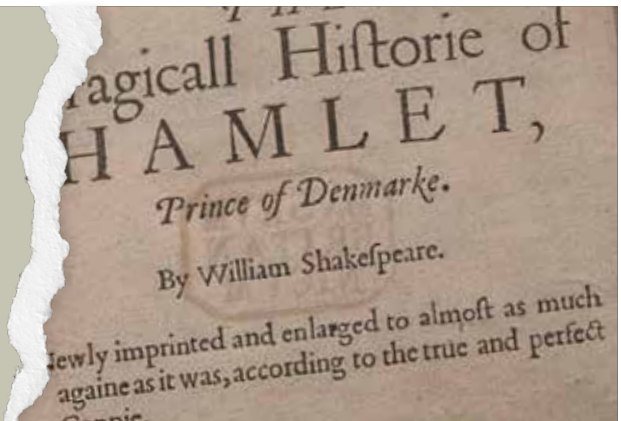 ragicall Hiſtorie of
HAMLET,
Prince of Denmarke.
By William Shakeſpeare.
Newly imprinted and enlarged to almoſt as much
againe as it was, according to the true and perfect